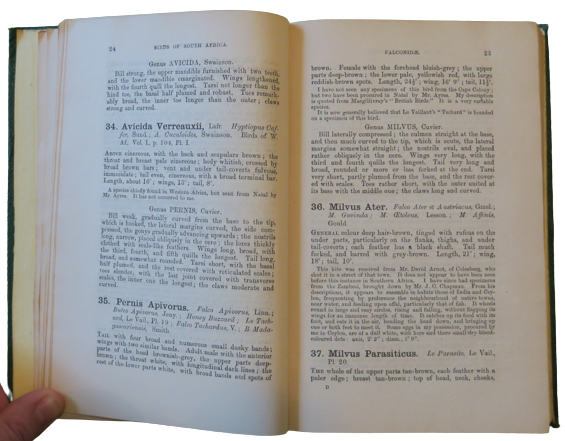 24 BIRDS OF SOUTH AFRICA.
Genus AVICIDA, Swainson.
Bill strong, the upper mandible furnished with two teeth,
and the lower mandible emarginated. Wings lengthened,
with the fourth quill the longest. Tarsi not longer than the
hind toe, the basal half plumed and robust. Toes remark-
ably broad, the inner toe longer than the outer; claws
strong and curved.
34. Avicida Verreauxii, Lafr.
Sund.; A. Cuculoides, Swainson. Birds of W.
Af., Vol. I., p. 104, Pl. I.
ABOVE cinereous, with the back and scapulars brown; the
throat and breast pale cinereous; body whitish, crossed by
brown bars; vent and under tail-coverts fulvous,
immaculate; tail even, cinereous, with a broad terminal bar.
Length, about 16"; wings, 13"; tail, 8".
A species chiefly found in Western Africa, but sent from Natal by
Mr. Ayres. It has not occurred to me.
Genus PERNIS, Cuvier.
Bill weak, gradually curved from the base to the tip,
which is hooked, the lateral margins curved, the side com-
pressed, the gonys gradually advancing upwards; the nostrils
long, narrow, placed obliquely in the cere; the lores thickly
clothed with scale-like feathers. Wings long, broad, with
the third, fourth, and fifth quills the longest. Tail long,
broad, and somewhat rounded. Tarsi short, with the basal
half plumed, and the rest covered with reticulated scales;
toes slender, with the last joint covered with transverse
scales, the inner one the longest; the claws moderate and
curved.
35. Pernis Apivorus. Falco Apivorus, Linn.;
Buteo Apivorus, Jenny.; Honey Buzzard; Le Tach-
ard, Le Vail., Pl. 19; Falco Tachardus, V.; B. Mada-
gascariensis, Smith.
TAIL with four broad and numerous small dusky bands;
wings with two similar bands. Adult male with the anterior
parts of the head brownish-grey, the upper parts deep-
brown; the throat white, with longitudinal dark lines; the
rest of the lower parts white, with broad bands and spots of
FALCONIDÆ. 25
brown. Female with the forehead bluish-grey; the upper
parts deep-brown; the lower pale, yellowish red, with large
reddish-brown spots. Length, 24½"; wing, 16" 9"; tail, 11½".
I have not seen any specimens of this bird from the Cape Colony;
but two have been procured in Natal by Mr. Ayres. My description
is quoted from Macgillivray's "British Birds." It is a very variable
species.
It is now generally believed that Le Vaillant's "Tachard" is founded
on a specimen of this bird.
Genus MILVUS, Cuvier.
Bill laterally compressed; the culmen straight at the base,
and then much curved to the tip, which is acute, the lateral
margins somewhat straight; the nostrils oval, and placed
rather obliquely in the cere. Wings very long, with the
third and fourth quills the longest. Tail very long and
broad, rounded or more or less forked at the end. Tarsi
very short, partly plumed from the base, and the rest cover-
ed with scales. Toes rather short, with the outer united at
its base with the middle one; the claws long and curved.
36. Milvus Ater. Falco Ater et Austriacus, Gmel.;
M. Govinda; M. Ætolius, Lesson; M. Affinis,
Gould.
GENERAL colour deep hair-brown, tinged with rufous on the
under parts, particularly on the flanks, thighs, and under
tail-coverts; each feather has a black shaft. Tail much
forked, and barred with grey-brown. Length, 21"; wing,
18"; tail, 10".
This kite was received from Mr. David Arnot, of Colesberg, who
shot it in a street of that town. It does not appear to have been seen
before this instance in Southern Africa. I have since had specimens
from the Zambesi, brought down by Mr. J. C. Chapman. From his
descriptions, it appears to assimilate in habits those of India and Cey-
lon, frequenting by preference the neighbourhood of native towns,
near water, and feeding upon offal, particularly that of fish. It wheels
round in large and easy circles, rising and falling, without flapping its
wings for an immense length of time. It catches up its food with its
foot, and eats it in the air, bending the head down, and bringing up
one or both feet to meet it. Some eggs in my possession, procured by
me in Ceylon, are of a dull white, with here and there small dry blood-
coloured dots: axis, 2" 2"; diam., 1" 9".
37. Milvus Parasiticus. Le Parasite, Le Vail.,
Pl. 20.
THE whole of the upper parts tan-brown, each feather with a
paler edge; breast tan-brown; top of head, neck, cheeks,
D